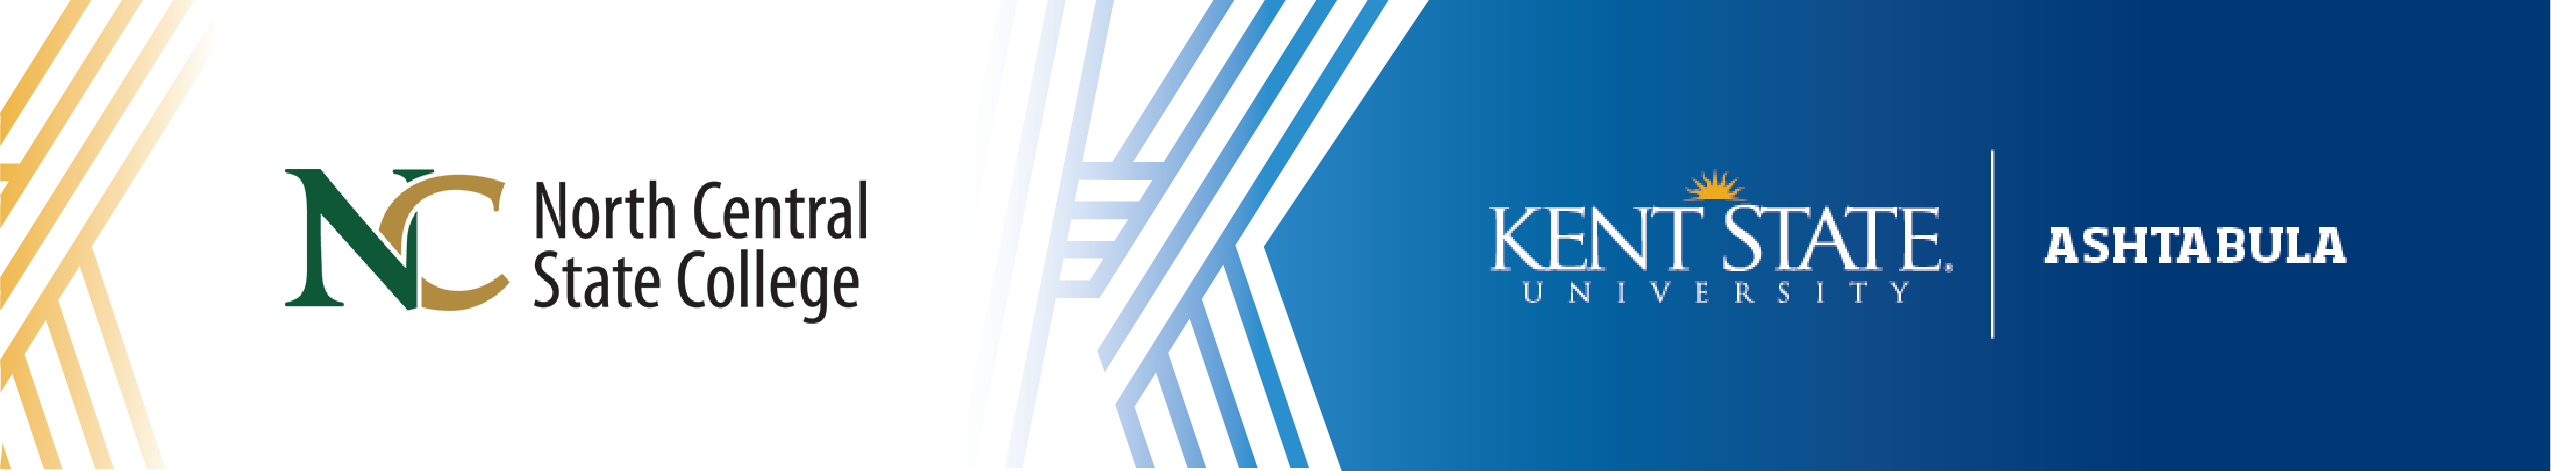 NC
North Central
State College
KENT STATE
UNIVERSITY
ASHTABULA